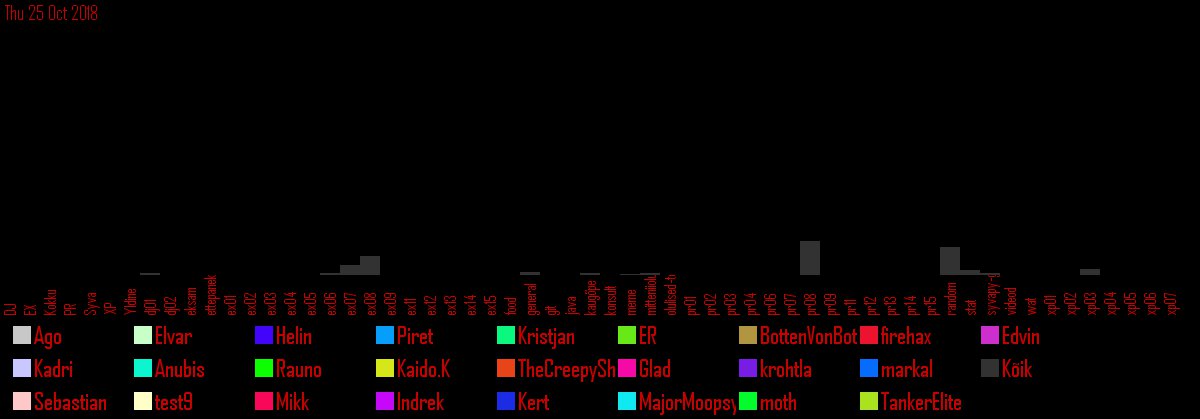 Thu 25 Oct 2018
DJ EX Kokku PR Syva XP Yldine dj01 dj02 eksam ettepanek ex01 ex02 ex03 ex04 ex05 ex06 ex07 ex08 ex09 ex11 ex12 ex13 ex14 ex15 food general git java kaugõpe konsult meme mitteriiolu olulised-t pr01 pr02 pr03 pr04 pr06 pr07 pr08 pr09 pr11 pr12 pr13 pr14 pr15 random stat syvapy-g videod wat xp01 xp02 xp03 xp04 xp05 xp06 xp07
Ago Elvar Helin Piret Kristjan ER BottenVonBot firehax Edvin
Kadri Anubis Rauno Kaido.K TheCreepySh Glad krohtla markal Kõik
Sebastian test9 Mikk Indrek Kert MajorMoopsy moth TankerElite